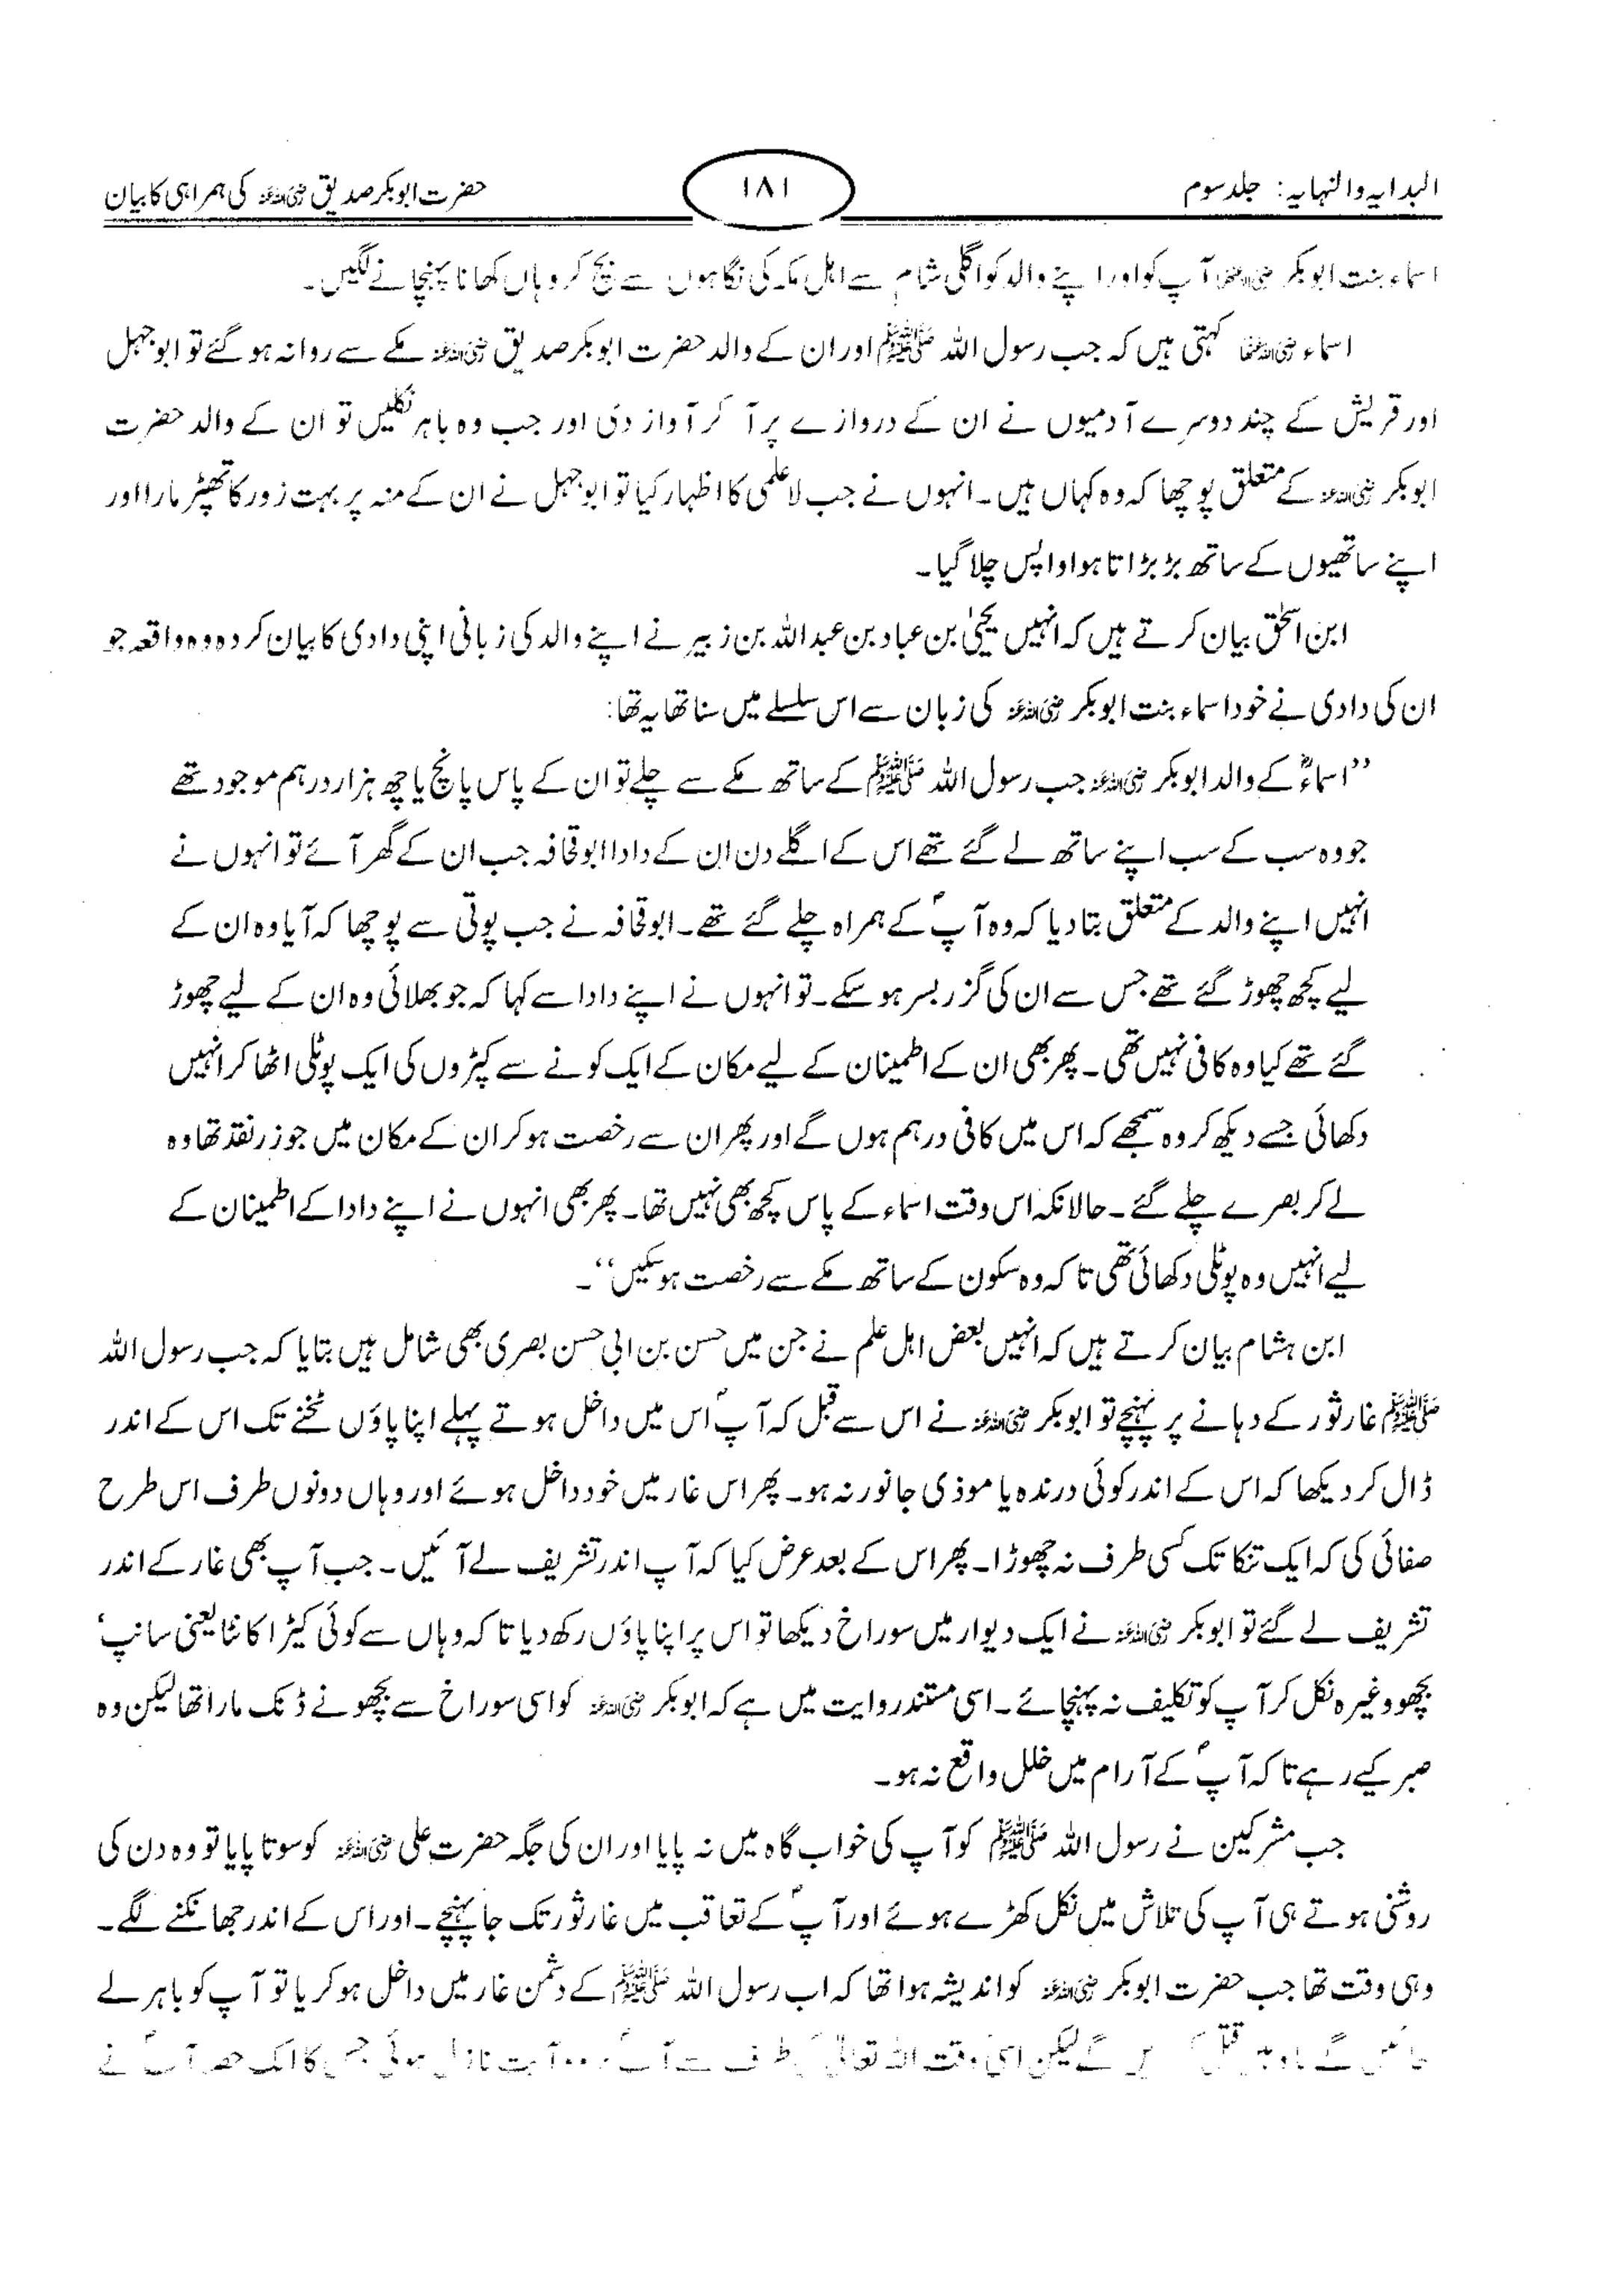 البدایہ والنہایہ: جلد سوم
۱۸۱
حضرت ابوبکر صدیق رضی اللہ عنہ کی ہمراہی کا بیان
اسماء بنت ابوبکر رضی اللہ عنہا آپ کو اور اپنے والد کو اگلی شام سے اہل مکہ کی نگاہوں سے بچ کر وہاں کھانا پہنچانے لگیں۔
اسماء رضی اللہ عنہا کہتی ہیں کہ جب رسول اللہ ﷺ اور ان کے والد حضرت ابوبکر صدیق رضی اللہ عنہ مکے سے روانہ ہو گئے تو ابوجہل
اور قریش کے چند دوسرے آدمیوں نے ان کے دروازے پر آ کر آواز دی اور جب وہ باہر نکلیں تو ان کے والد حضرت
ابوبکر رضی اللہ عنہ کے متعلق پوچھا کہ وہ کہاں ہیں۔ انہوں نے جب لاعلمی کا اظہار کیا تو ابوجہل نے ان کے منہ پر بہت زور کا تھپڑ مارا اور
اپنے ساتھیوں کے ساتھ بڑبڑاتا ہوا واپس چلا گیا۔
ابن اسحٰق بیان کرتے ہیں کہ انہیں یحییٰ بن عباد بن عبداللہ بن زبیر نے اپنے والد کی زبانی اپنی دادی کا بیان کردہ وہ واقعہ جو
ان کی دادی نے خود اسماء بنت ابوبکر رضی اللہ عنہ کی زبان سے اس سلسلے میں سنا تھا یہ تھا:
’’اسماءؓ کے والد ابوبکر رضی اللہ عنہ جب رسول اللہ ﷺ کے ساتھ مکے سے چلے تو ان کے پاس پانچ یا چھ ہزار درہم موجود تھے
جو وہ سب کے سب اپنے ساتھ لے گئے تھے اس کے اگلے دن ان کے دادا ابوقحافہ جب ان کے گھر آئے تو انہوں نے
انہیں اپنے والد کے متعلق بتا دیا کہ وہ آپؐ کے ہمراہ چلے گئے تھے۔ ابوقحافہ نے جب پوتی سے پوچھا کہ آیا وہ ان کے
لیے کچھ چھوڑ گئے تھے جس سے ان کی گزر بسر ہو سکے۔ تو انہوں نے اپنے دادا سے کہا کہ جو بھلائی وہ ان کے لیے چھوڑ
گئے تھے کیا وہ کافی نہیں تھی۔ پھر بھی ان کے اطمینان کے لیے مکان کے ایک کونے سے کپڑوں کی ایک پوٹلی اٹھا کر انہیں
دکھائی جسے دیکھ کر وہ سمجھے کہ اس میں کافی درہم ہوں گے اور پھر ان سے رخصت ہو کر ان کے مکان میں جو زر نقد تھا وہ
لے کر بصرے چلے گئے۔ حالانکہ اس وقت اسماء کے پاس کچھ بھی نہیں تھا۔ پھر بھی انہوں نے اپنے دادا کے اطمینان کے
لیے انہیں وہ پوٹلی دکھائی تھی تا کہ وہ سکون کے ساتھ مکے سے رخصت ہو سکیں‘‘۔
ابن ہشام بیان کرتے ہیں کہ انہیں بعض اہل علم نے جن میں حسن بن ابی حسن بصری بھی شامل ہیں بتایا کہ جب رسول اللہ
ﷺ غار ثور کے دہانے پر پہنچے تو ابوبکر رضی اللہ عنہ نے اس سے قبل کہ آپؐ اس میں داخل ہوتے پہلے اپنا پاؤں ٹخنے تک اس کے اندر
ڈال کر دیکھا کہ اس کے اندر کوئی درندہ یا موذی جانور نہ ہو۔ پھر اس غار میں خود داخل ہوئے اور وہاں دونوں طرف اس طرح
صفائی کی کہ ایک تنکا تک کسی طرف نہ چھوڑا۔ پھر اس کے بعد عرض کیا کہ آپ اندر تشریف لے آئیں۔ جب آپ بھی غار کے اندر
تشریف لے گئے تو ابوبکر رضی اللہ عنہ نے ایک دیوار میں سوراخ دیکھا تو اس پر اپنا پاؤں رکھ دیا تا کہ وہاں سے کوئی کیڑا کانٹا یعنی سانپ‘
بچھو وغیرہ نکل کر آپ کو تکلیف نہ پہنچائے۔ اسی مستند روایت میں ہے کہ ابوبکر رضی اللہ عنہ کو اسی سوراخ سے بچھو نے ڈنک مارا تھا لیکن وہ
صبر کیے رہے تا کہ آپؐ کے آرام میں خلل واقع نہ ہو۔
جب مشرکین نے رسول اللہ ﷺ کو آپ کی خواب گاہ میں نہ پایا اور ان کی جگہ حضرت علی رضی اللہ عنہ کو سوتا پایا تو وہ دن کی
روشنی ہوتے ہی آپ کی تلاش میں نکل کھڑے ہوئے اور آپؐ کے تعاقب میں غار ثور تک جا پہنچے۔ اور اس کے اندر جھانکنے لگے۔
وہی وقت تھا جب حضرت ابوبکر رضی اللہ عنہ کو اندیشہ ہوا تھا کہ اب رسول اللہ ﷺ کے دشمن غار میں داخل ہو کر یا تو آپ کو باہر لے
گے لیکن اسی وقت اللہ تعالیٰ طرف سے آیت نازل ہوئی جس کا ایک حصہ آپؐ نے